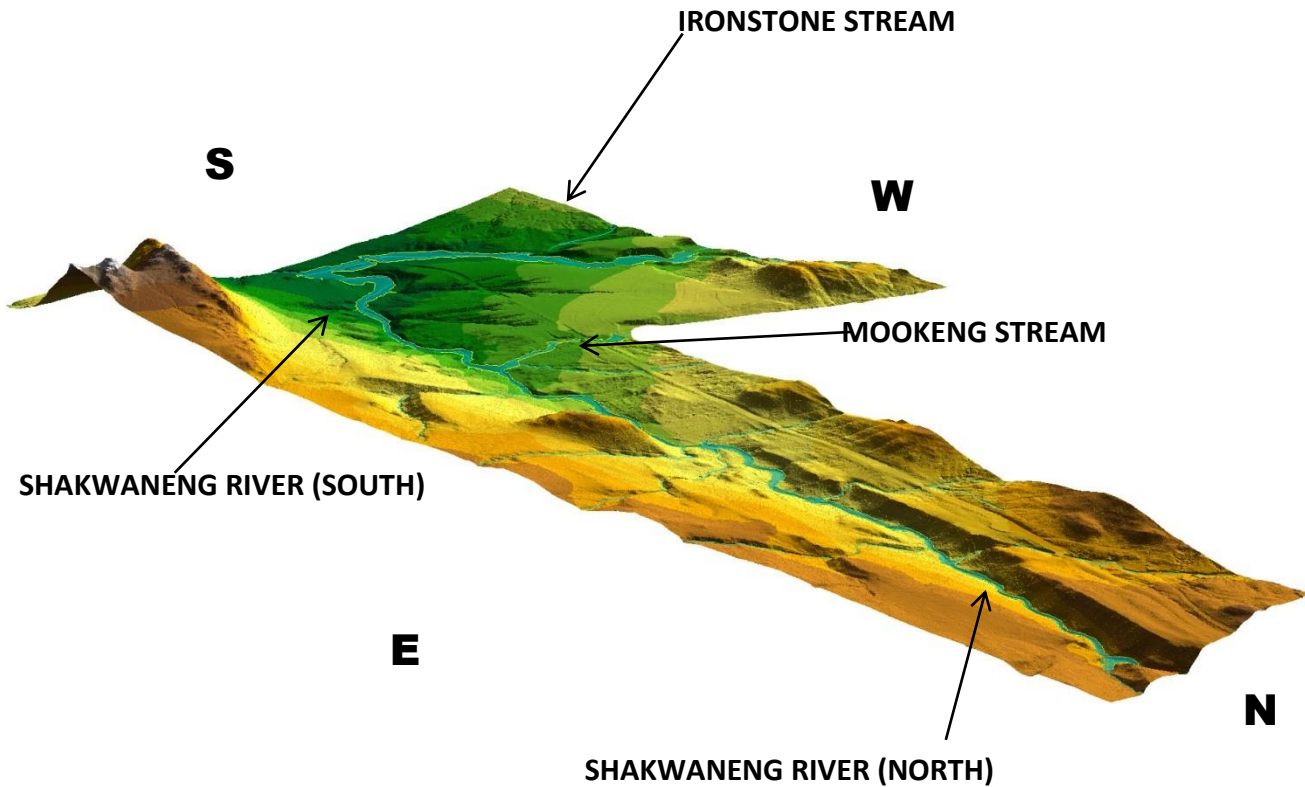 IRONSTONE STREAM
S
W
MOOKENG STREAM
SHAKWANENG RIVER (SOUTH)
E
N
SHAKWANENG RIVER (NORTH)